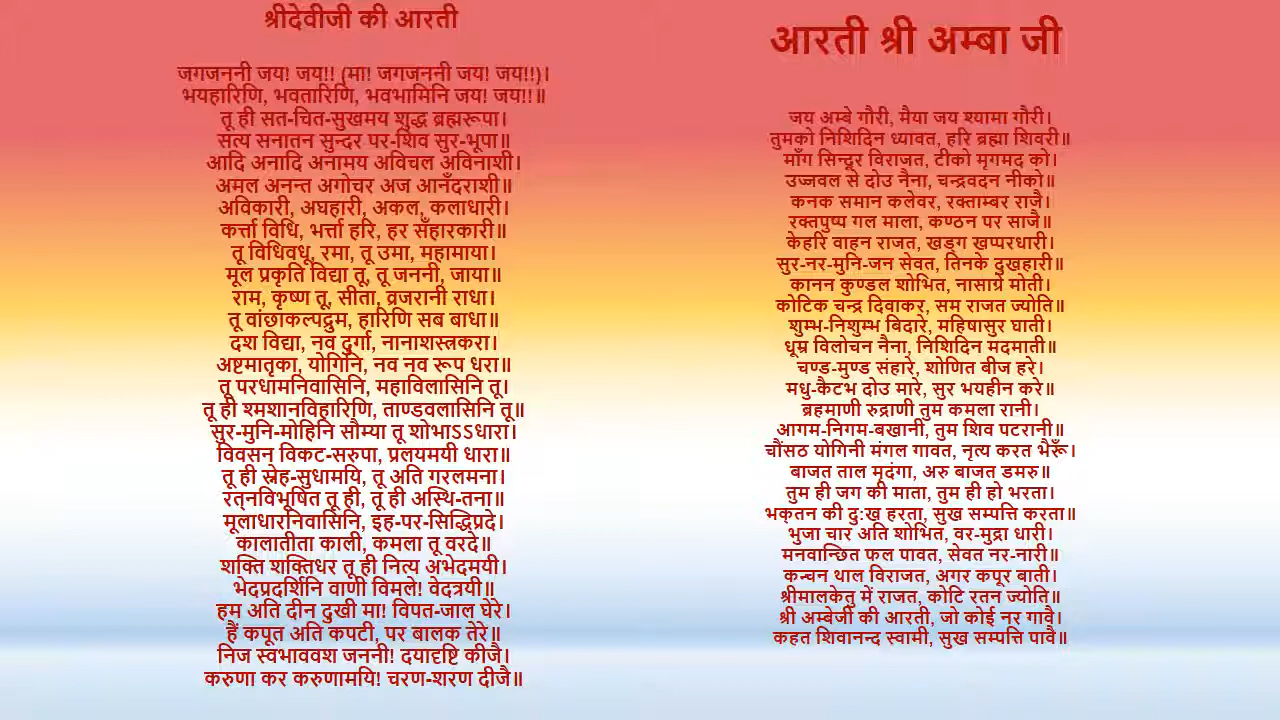 श्रीदेवीजी की आरती
जगजननी जय! जय!! (मा! जगजननी जय! जय!!)।
भयहारिणि, भवतारिणि, भवभामिनि जय! जय!!॥
तू ही सत-चित-सुखमय शुद्ध ब्रह्मरूपा।
सत्य सनातन सुन्दर पर-शिव सुर-भूपा॥
आदि अनादि अनामय अविचल अविनाशी।
अमल अनन्त अगोचर अज आनँदराशी॥
अविकारी, अघहारी, अकल, कलाधारी।
कर्त्ता विधि, भर्त्ता हरि, हर सँहारकारी॥
तू विधिवधू, रमा, तू उमा, महामाया।
मूल प्रकृति विद्या तू, तू जननी, जाया॥
राम, कृष्ण तू, सीता, व्रजरानी राधा।
तू वांछाकल्पद्रुम, हारिणि सब बाधा॥
दश विद्या, नव दुर्गा, नानाशस्त्रकरा।
अष्टमातृका, योगिनि, नव नव रूप धरा॥
तू परधामनिवासिनि, महाविलासिनि तू।
तू ही श्मशानविहारिणि, ताण्डवलासिनि तू॥
सुर-मुनि-मोहिनि सौम्या तू शोभाऽऽधारा।
विवसन विकट-सरुपा, प्रलयमयी धारा॥
तू ही स्नेह-सुधामयि, तू अति गरलमना।
रत्‍नविभूषित तू ही, तू ही अस्थि-तना॥
मूलाधारनिवासिनि, इह-पर-सिद्धिप्रदे।
कालातीता काली, कमला तू वरदे॥
शक्ति शक्तिधर तू ही नित्य अभेदमयी।
भेदप्रदर्शिनि वाणी विमले! वेदत्रयी॥
हम अति दीन दुखी मा! विपत-जाल घेरे।
हैं कपूत अति कपटी, पर बालक तेरे॥
निज स्वभाववश जननी! दयादृष्टि कीजै।
करुणा कर करुणामयि! चरण-शरण दीजै॥
आरती श्री अम्बा जी
जय अम्बे गौरी, मैया जय श्यामा गौरी।
तुमको निशिदिन ध्यावत, हरि ब्रह्मा शिवरी॥
माँग सिन्दूर विराजत, टीको मृगमद को।
उज्जवल से दोउ नैना, चन्द्रवदन नीको॥
कनक समान कलेवर, रक्ताम्बर राजै।
रक्तपुष्प गल माला, कण्ठन पर साजै॥
केहरि वाहन राजत, खड्ग खप्परधारी।
सुर-नर-मुनि-जन सेवत, तिनके दुखहारी॥
कानन कुण्डल शोभित, नासाग्रे मोती।
कोटिक चन्द्र दिवाकर, सम राजत ज्योति॥
शुम्भ-निशुम्भ बिदारे, महिषासुर घाती।
धूम्र विलोचन नैना, निशिदिन मदमाती॥
चण्ड-मुण्ड संहारे, शोणित बीज हरे।
मधु-कैटभ दोउ मारे, सुर भयहीन करे॥
ब्रहमाणी रुद्राणी तुम कमला रानी।
आगम-निगम-बखानी, तुम शिव पटरानी॥
चौंसठ योगिनी मंगल गावत, नृत्य करत भैरूँ।
बाजत ताल मृदंगा, अरु बाजत डमरु॥
तुम ही जग की माता, तुम ही हो भरता।
भक्‍तन की दु:ख हरता, सुख सम्पत्ति करता॥
भुजा चार अति शोभित, वर-मुद्रा धारी।
मनवान्छित फल पावत, सेवत नर-नारी॥
कन्चन थाल विराजत, अगर कपूर बाती।
श्रीमालकेतु में राजत, कोटि रतन ज्योति॥
श्री अम्बेजी की आरती, जो कोई नर गावै।
कहत शिवानन्द स्वामी, सुख सम्पत्ति पावै॥